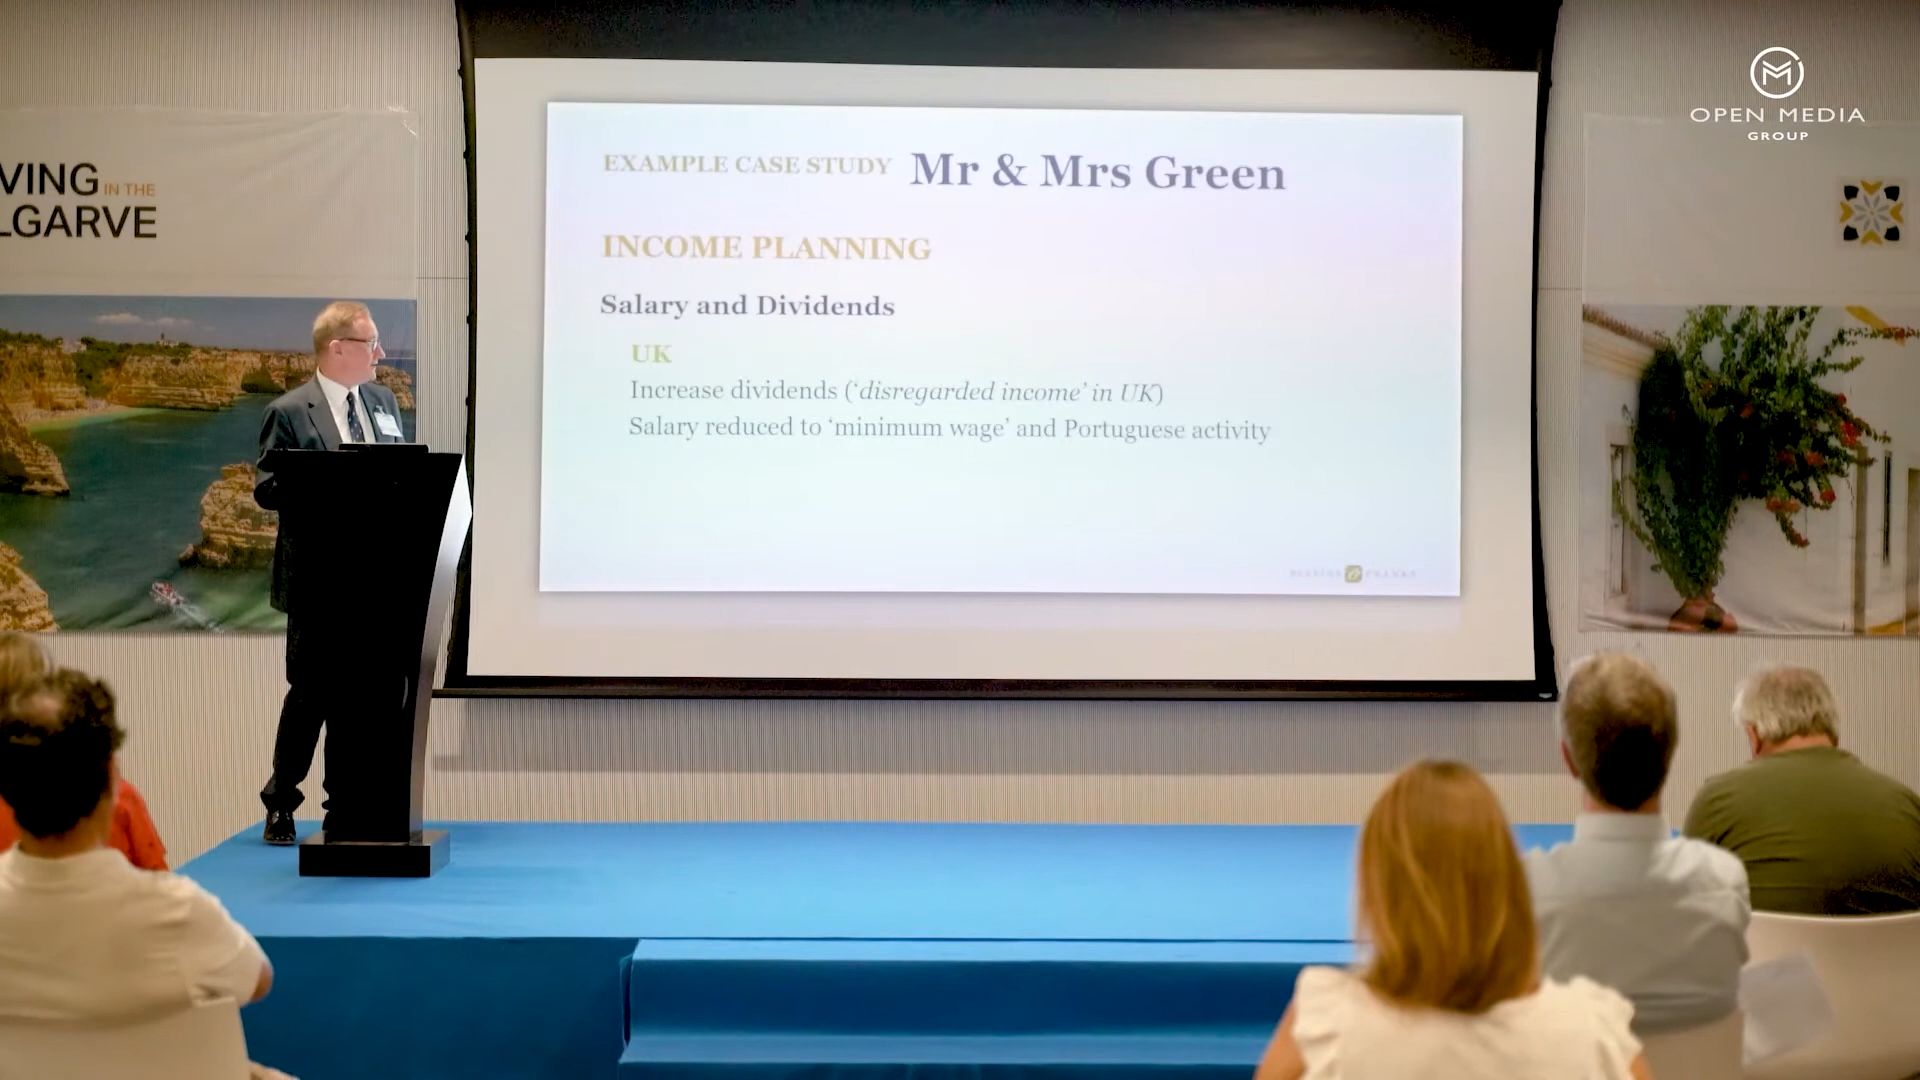 OPEN MEDIA
GROUP
VING IN THE
LGARVE
EXAMPLE CASE STUDY Mr & Mrs Green
INCOME PLANNING
Salary and Dividends
UK
Increase dividends (‘disregarded income’ in UK)
Salary reduced to ‘minimum wage’ and Portuguese activity